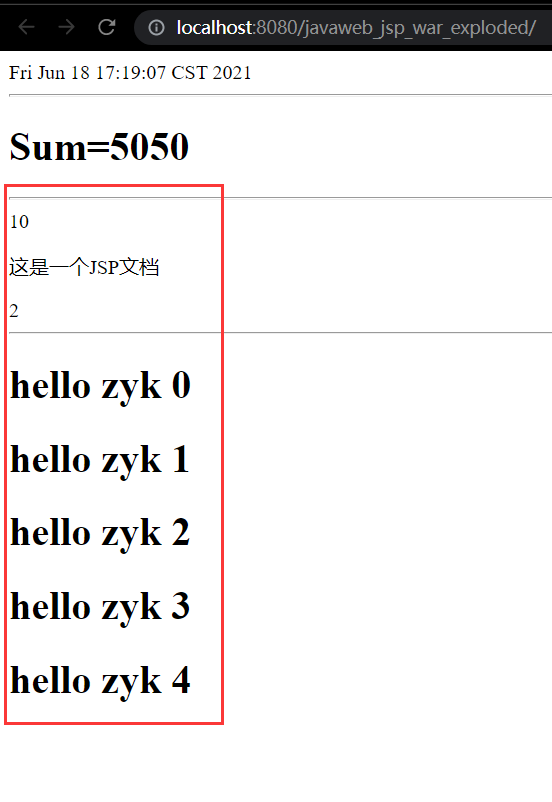 localhost:8080/javaweb_jsp_war_exploded/
Fri Jun 18 17:19:07 CST 2021
Sum=5050
10
这是一个JSP文档
2
hello zyk 0
hello zyk 1
hello zyk 2
hello zyk 3
hello zyk 4